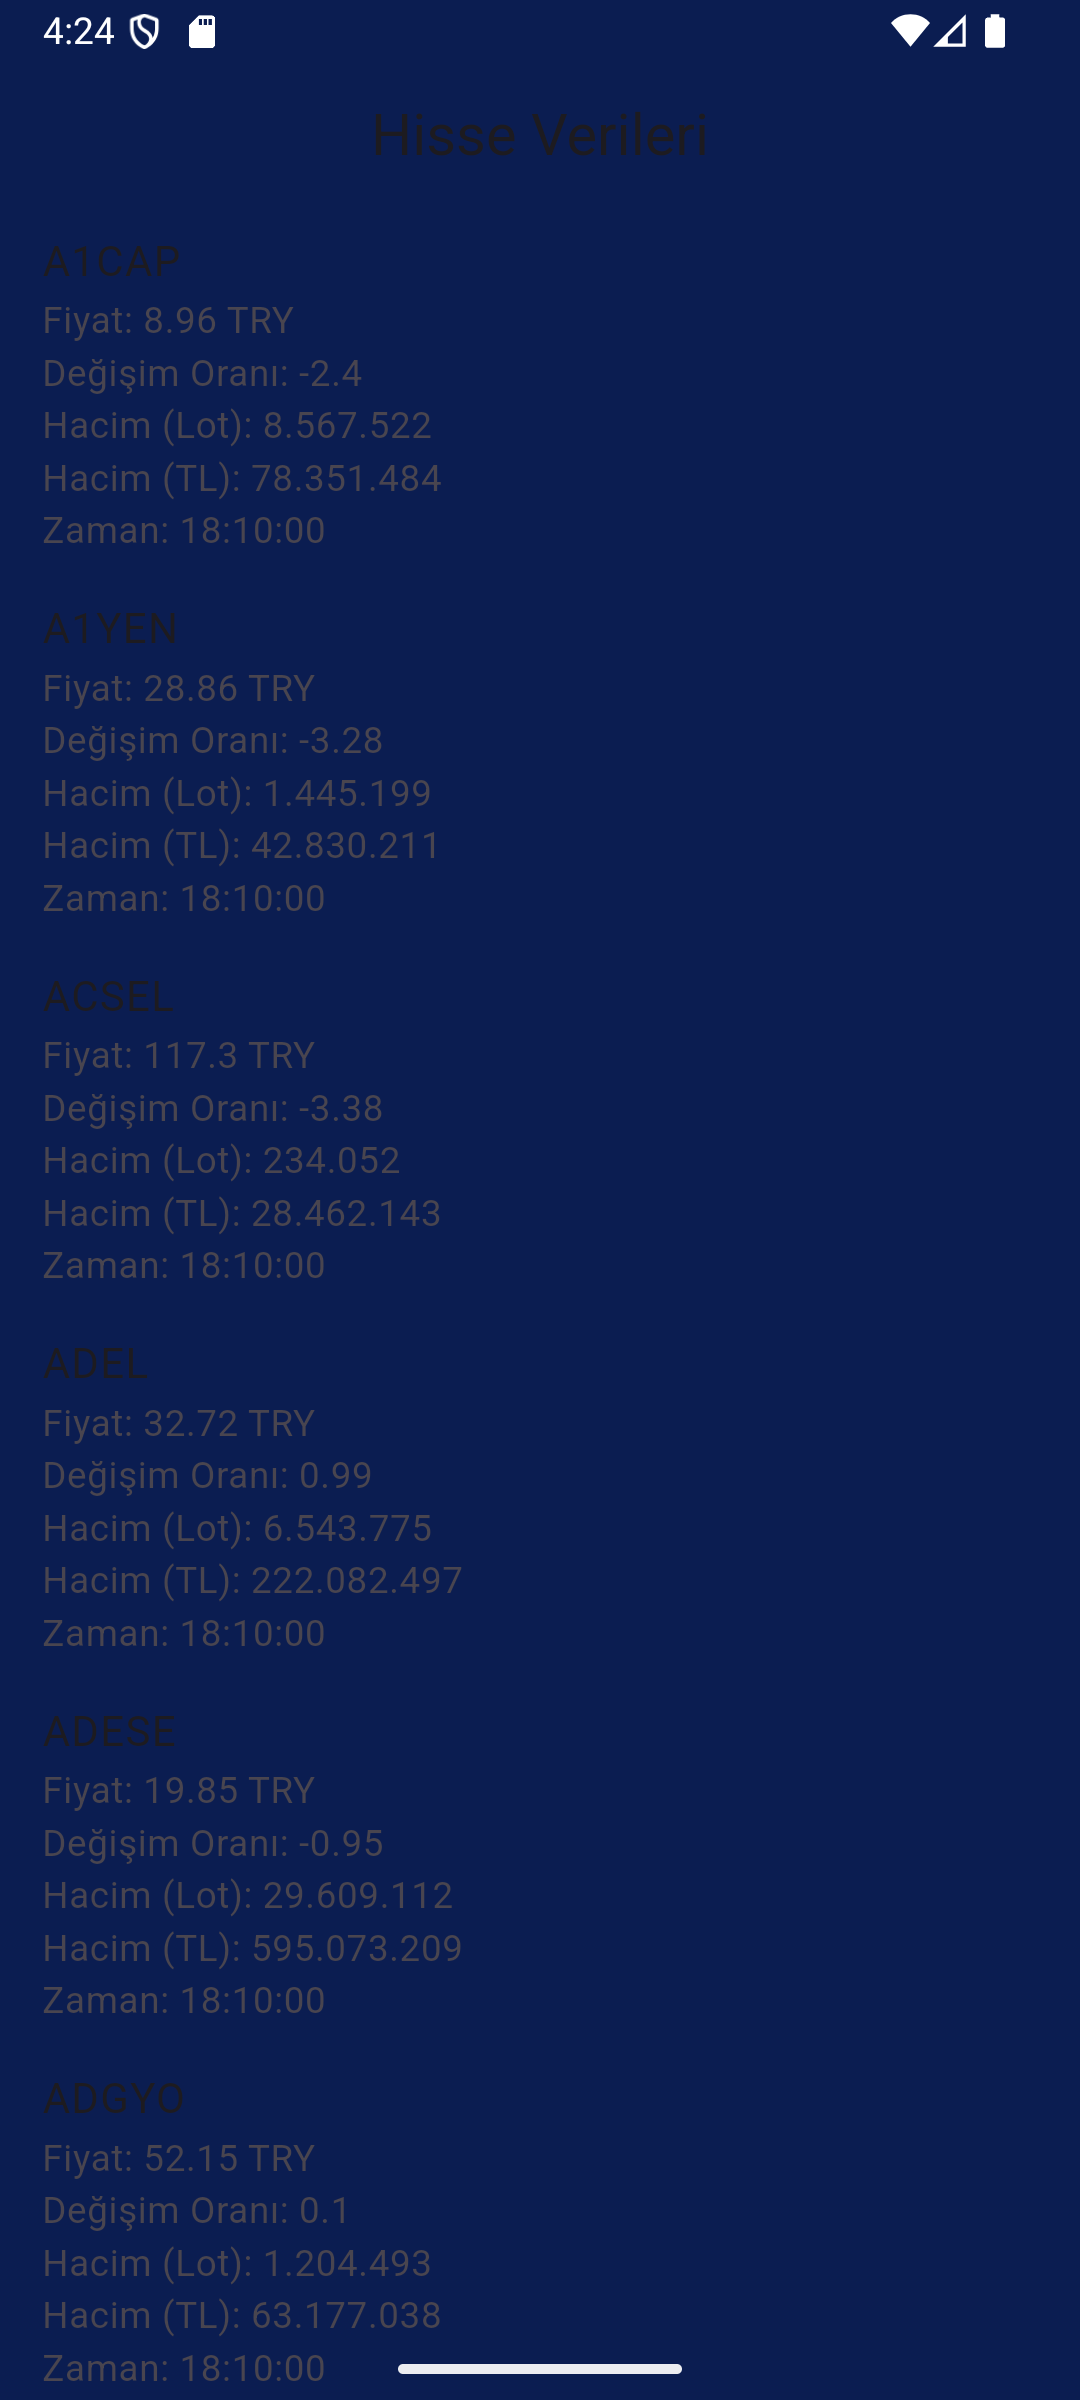 4:24
Hisse Verileri
A1CAP
Fiyat: 8.96 TRY
Değişim Oranı: -2.4
Hacim (Lot): 8.567.522
Hacim (TL): 78.351.484
Zaman: 18:10:00
A1YEN
Fiyat: 28.86 TRY
Değişim Oranı: -3.28
Hacim (Lot): 1.445.199
Hacim (TL): 42.830.211
Zaman: 18:10:00
ACSEL
Fiyat: 117.3 TRY
Değişim Oranı: -3.38
Hacim (Lot): 234.052
Hacim (TL): 28.462.143
Zaman: 18:10:00
ADEL
Fiyat: 32.72 TRY
Değişim Oranı: 0.99
Hacim (Lot): 6.543.775
Hacim (TL): 222.082.497
Zaman: 18:10:00
ADESE
Fiyat: 19.85 TRY
Değişim Oranı: -0.95
Hacim (Lot): 29.609.112
Hacim (TL): 595.073.209
Zaman: 18:10:00
ADGYO
Fiyat: 52.15 TRY
Değişim Oranı: 0.1
Hacim (Lot): 1.204.493
Hacim (TL): 63.177.038
Zaman: 18:10:00